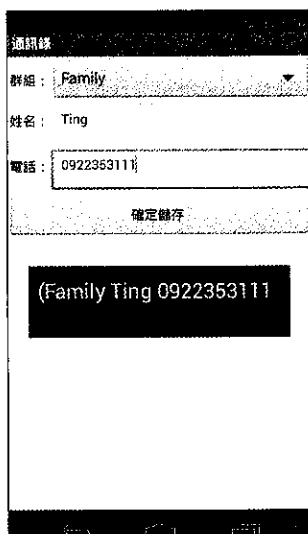 通訊錄
群組： Family
姓名： Ting
電話： 0922353111
確定儲存
(Family Ting 0922353111